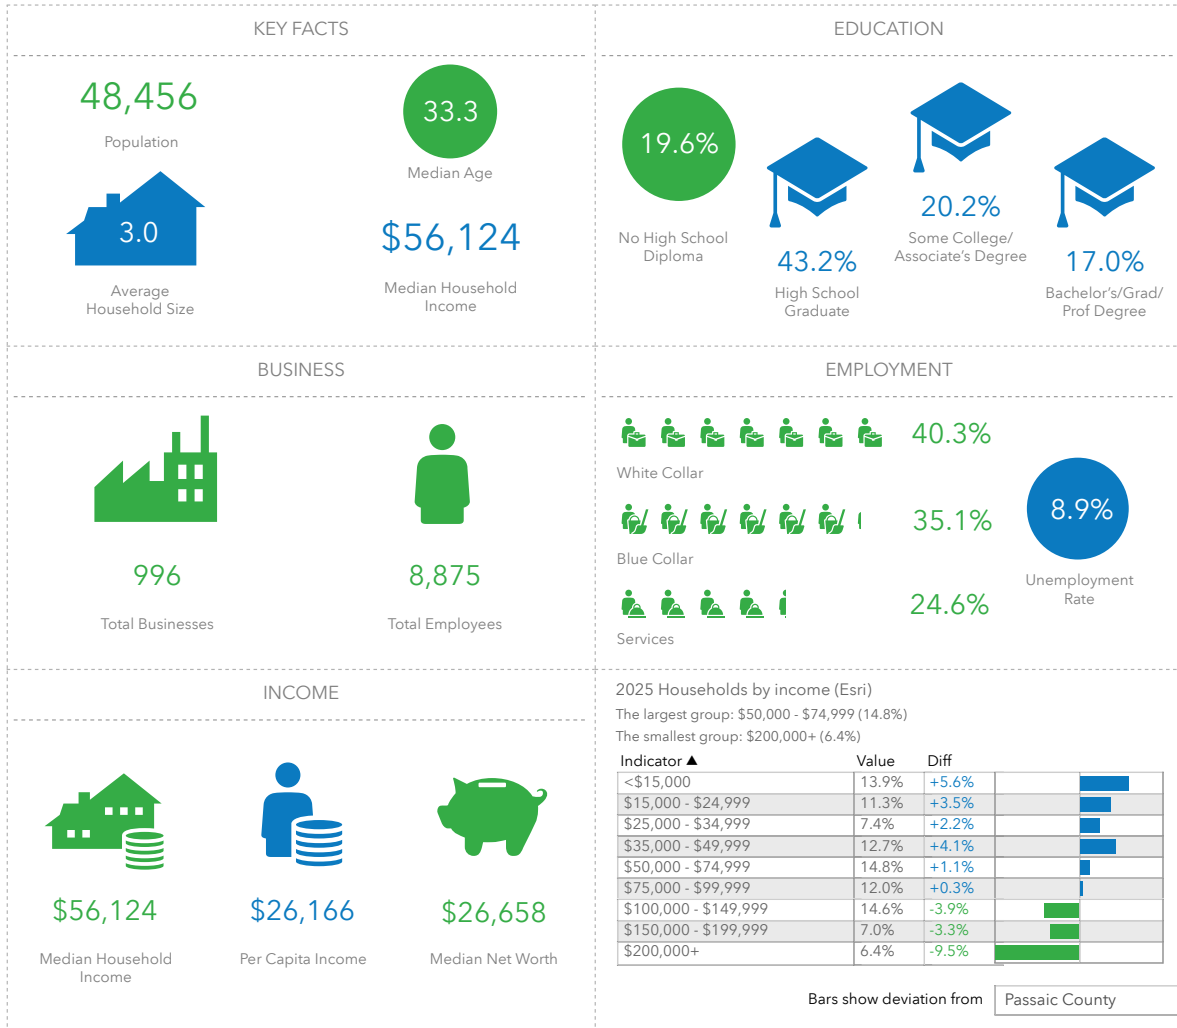 KEY FACTS
48,456
Population
33.3
Median Age
3.0
Average
Household Size
$56,124
Median Household
Income
EDUCATION
19.6%
No High School
Diploma
43.2%
High School
Graduate
20.2%
Some College/
Associate's Degree
17.0%
Bachelor's/Grad/
Prof Degree
BUSINESS
996
Total Businesses
8,875
Total Employees
EMPLOYMENT
40.3%
White Collar
35.1%
Blue Collar
24.6%
Services
8.9%
Unemployment
Rate
INCOME
$56,124
Median Household
Income
$26,166
Per Capita Income
$26,658
Median Net Worth
2025 Households by income (Esri)
The largest group: $50,000 - $74,999 (14.8%)
The smallest group: $200,000+ (6.4%)
Indicator ▲ Value Diff
<$15,000 13.9% +5.6%
$15,000 - $24,999 11.3% +3.5%
$25,000 - $34,999 7.4% +2.2%
$35,000 - $49,999 12.7% +4.1%
$50,000 - $74,999 14.8% +1.1%
$75,000 - $99,999 12.0% +0.3%
$100,000 - $149,999 14.6% -3.9%
$150,000 - $199,999 7.0% -3.3%
$200,000+ 6.4% -9.5%
Bars show deviation from Passaic County